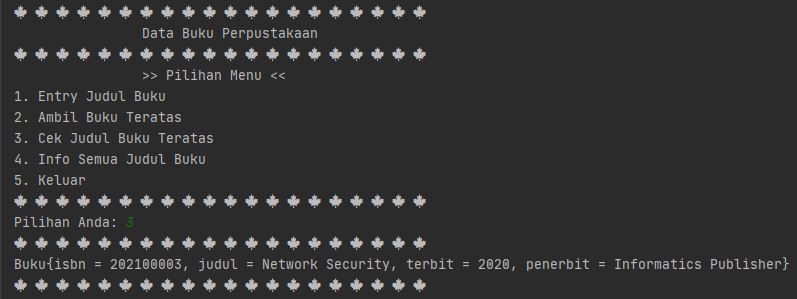 🍁 🍁 🍁 🍁 🍁 🍁 🍁 🍁 🍁 🍁 🍁 🍁 🍁 🍁 🍁 🍁 🍁 🍁 🍁 🍁
Data Buku Perpustakaan
🍁 🍁 🍁 🍁 🍁 🍁 🍁 🍁 🍁 🍁 🍁 🍁 🍁 🍁 🍁 🍁 🍁 🍁 🍁 🍁
>> Pilihan Menu <<
1. Entry Judul Buku
2. Ambil Buku Teratas
3. Cek Judul Buku Teratas
4. Info Semua Judul Buku
5. Keluar
🍁 🍁 🍁 🍁 🍁 🍁 🍁 🍁 🍁 🍁 🍁 🍁 🍁 🍁 🍁 🍁 🍁 🍁 🍁 🍁
Pilihan Anda: 3
🍁 🍁 🍁 🍁 🍁 🍁 🍁 🍁 🍁 🍁 🍁 🍁 🍁 🍁 🍁 🍁 🍁 🍁 🍁 🍁
Buku{isbn = 202100003, judul = Network Security, terbit = 2020, penerbit = Informatics Publisher}
🍁 🍁 🍁 🍁 🍁 🍁 🍁 🍁 🍁 🍁 🍁 🍁 🍁 🍁 🍁 🍁 🍁 🍁 🍁 🍁